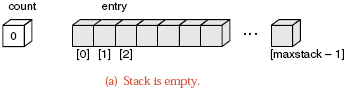 count entry
0
[0] [1] [2] ... [maxstack – 1]
(a) Stack is empty.